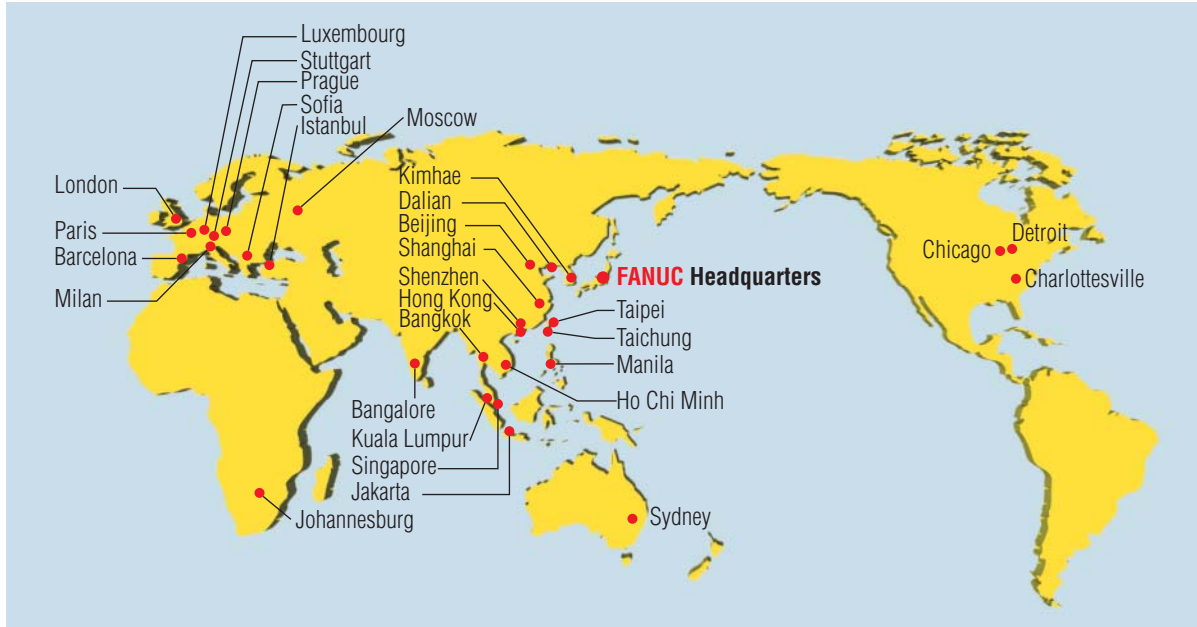 Luxembourg
Stuttgart
Prague
Sofia
Istanbul
Moscow
London
Paris
Barcelona
Milan
Kimhae
Dalian
Beijing
Shanghai
Shenzhen
Hong Kong
Bangkok
FANUC Headquarters
Taipei
Taichung
Manila
Ho Chi Minh
Bangalore
Kuala Lumpur
Singapore
Jakarta
Johannesburg
Sydney
Detroit
Chicago
Charlottesville